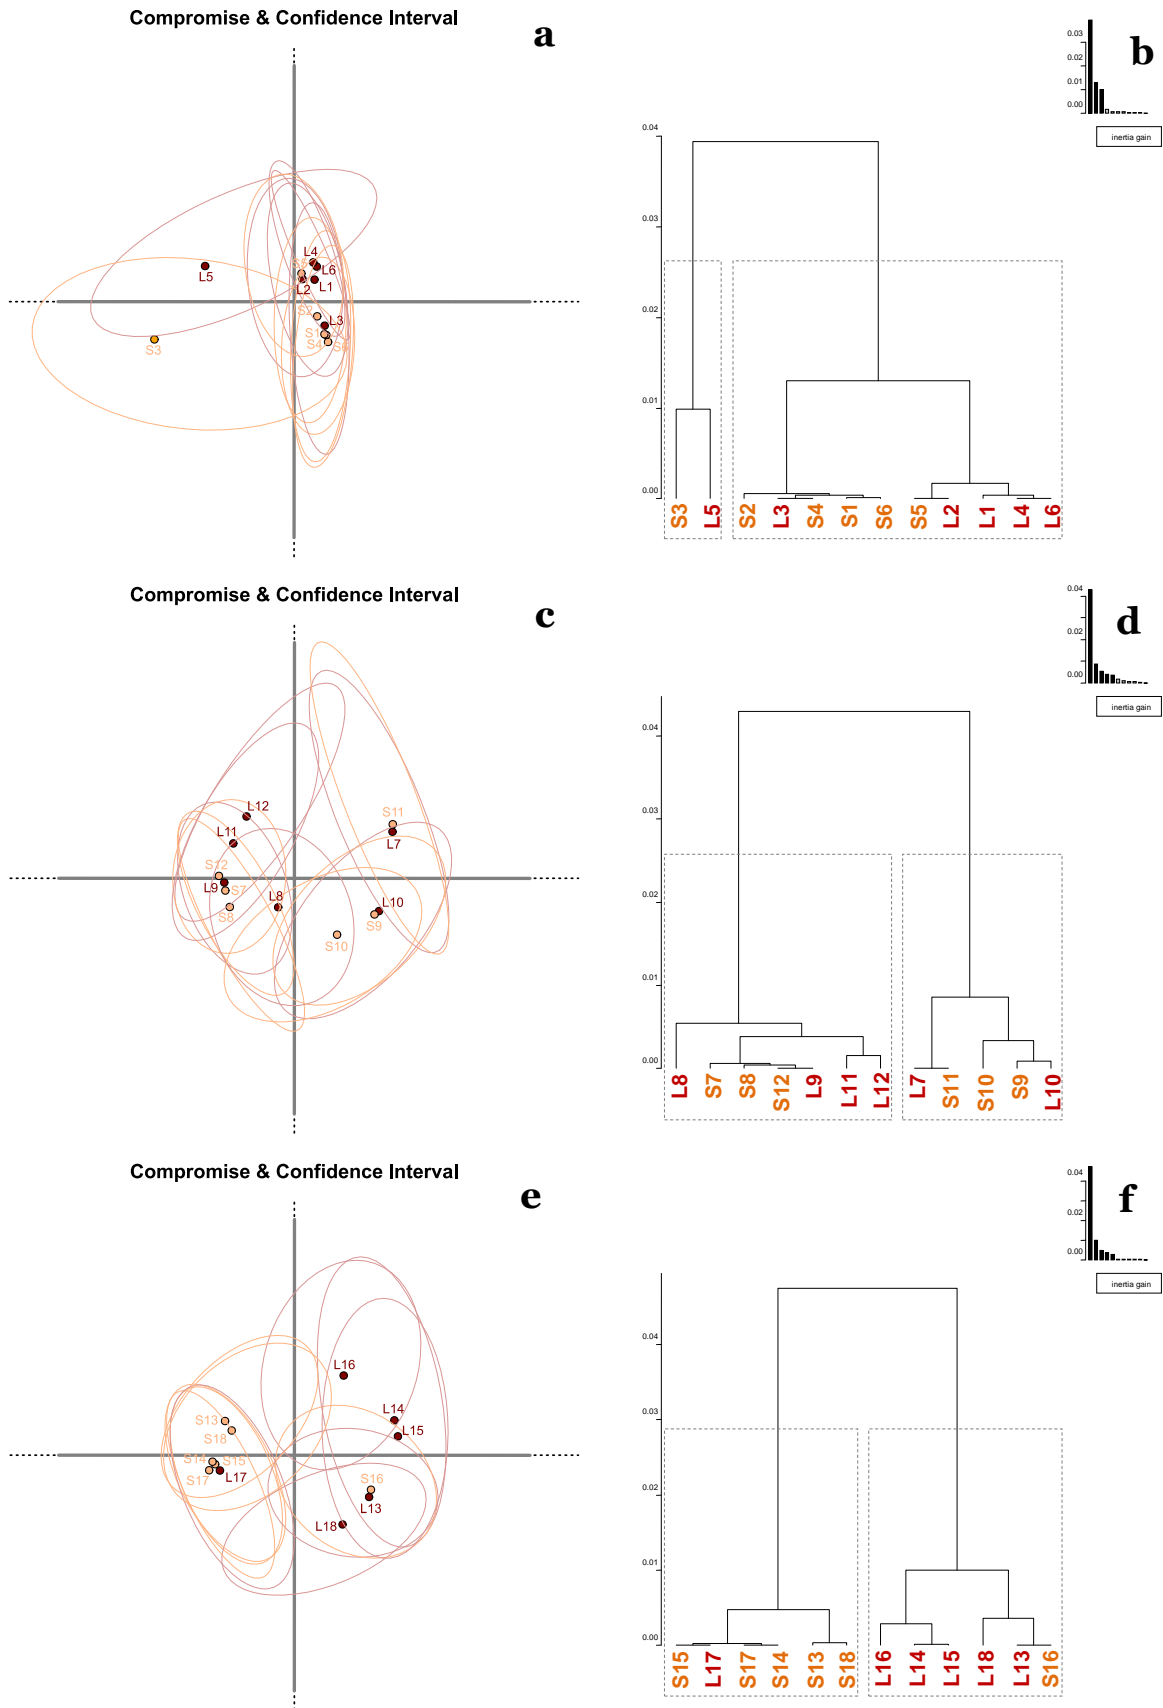 Compromise & Confidence Interval
a
L4
S5
L6
L2
L1
L5
S2
L3
S1
S4
S6
S3
b
0.03
0.02
0.01
0.00
inertia gain
0.04
0.03
0.02
0.01
0.00
S3
L5
S2
L3
S4
S1
S6
S5
L2
L1
L4
L6
Compromise & Confidence Interval
c
L12
S11
L11
L7
S12
L9
S7
L8
S8
L10
S9
S10
d
0.04
0.02
0.00
inertia gain
0.04
0.03
0.02
0.01
0.00
L8
S7
S8
S12
L9
L11
L12
L7
S11
S10
S9
L10
Compromise & Confidence Interval
e
L16
L14
S13
S18
L15
S14
S15
S17
L17
S16
L13
L18
f
0.04
0.02
0.00
inertia gain
0.04
0.03
0.02
0.01
0.00
S15
L17
S17
S14
S13
S18
L16
L14
L15
L18
L13
S16